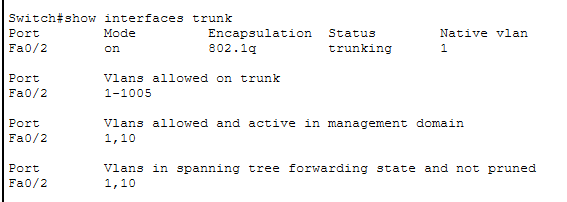 Switch#show interfaces trunk
Port        Mode         Encapsulation  Status        Native vlan
Fa0/2       on           802.1q         trunking      1

Port        Vlans allowed on trunk
Fa0/2       1-1005

Port        Vlans allowed and active in management domain
Fa0/2       1,10

Port        Vlans in spanning tree forwarding state and not pruned
Fa0/2       1,10